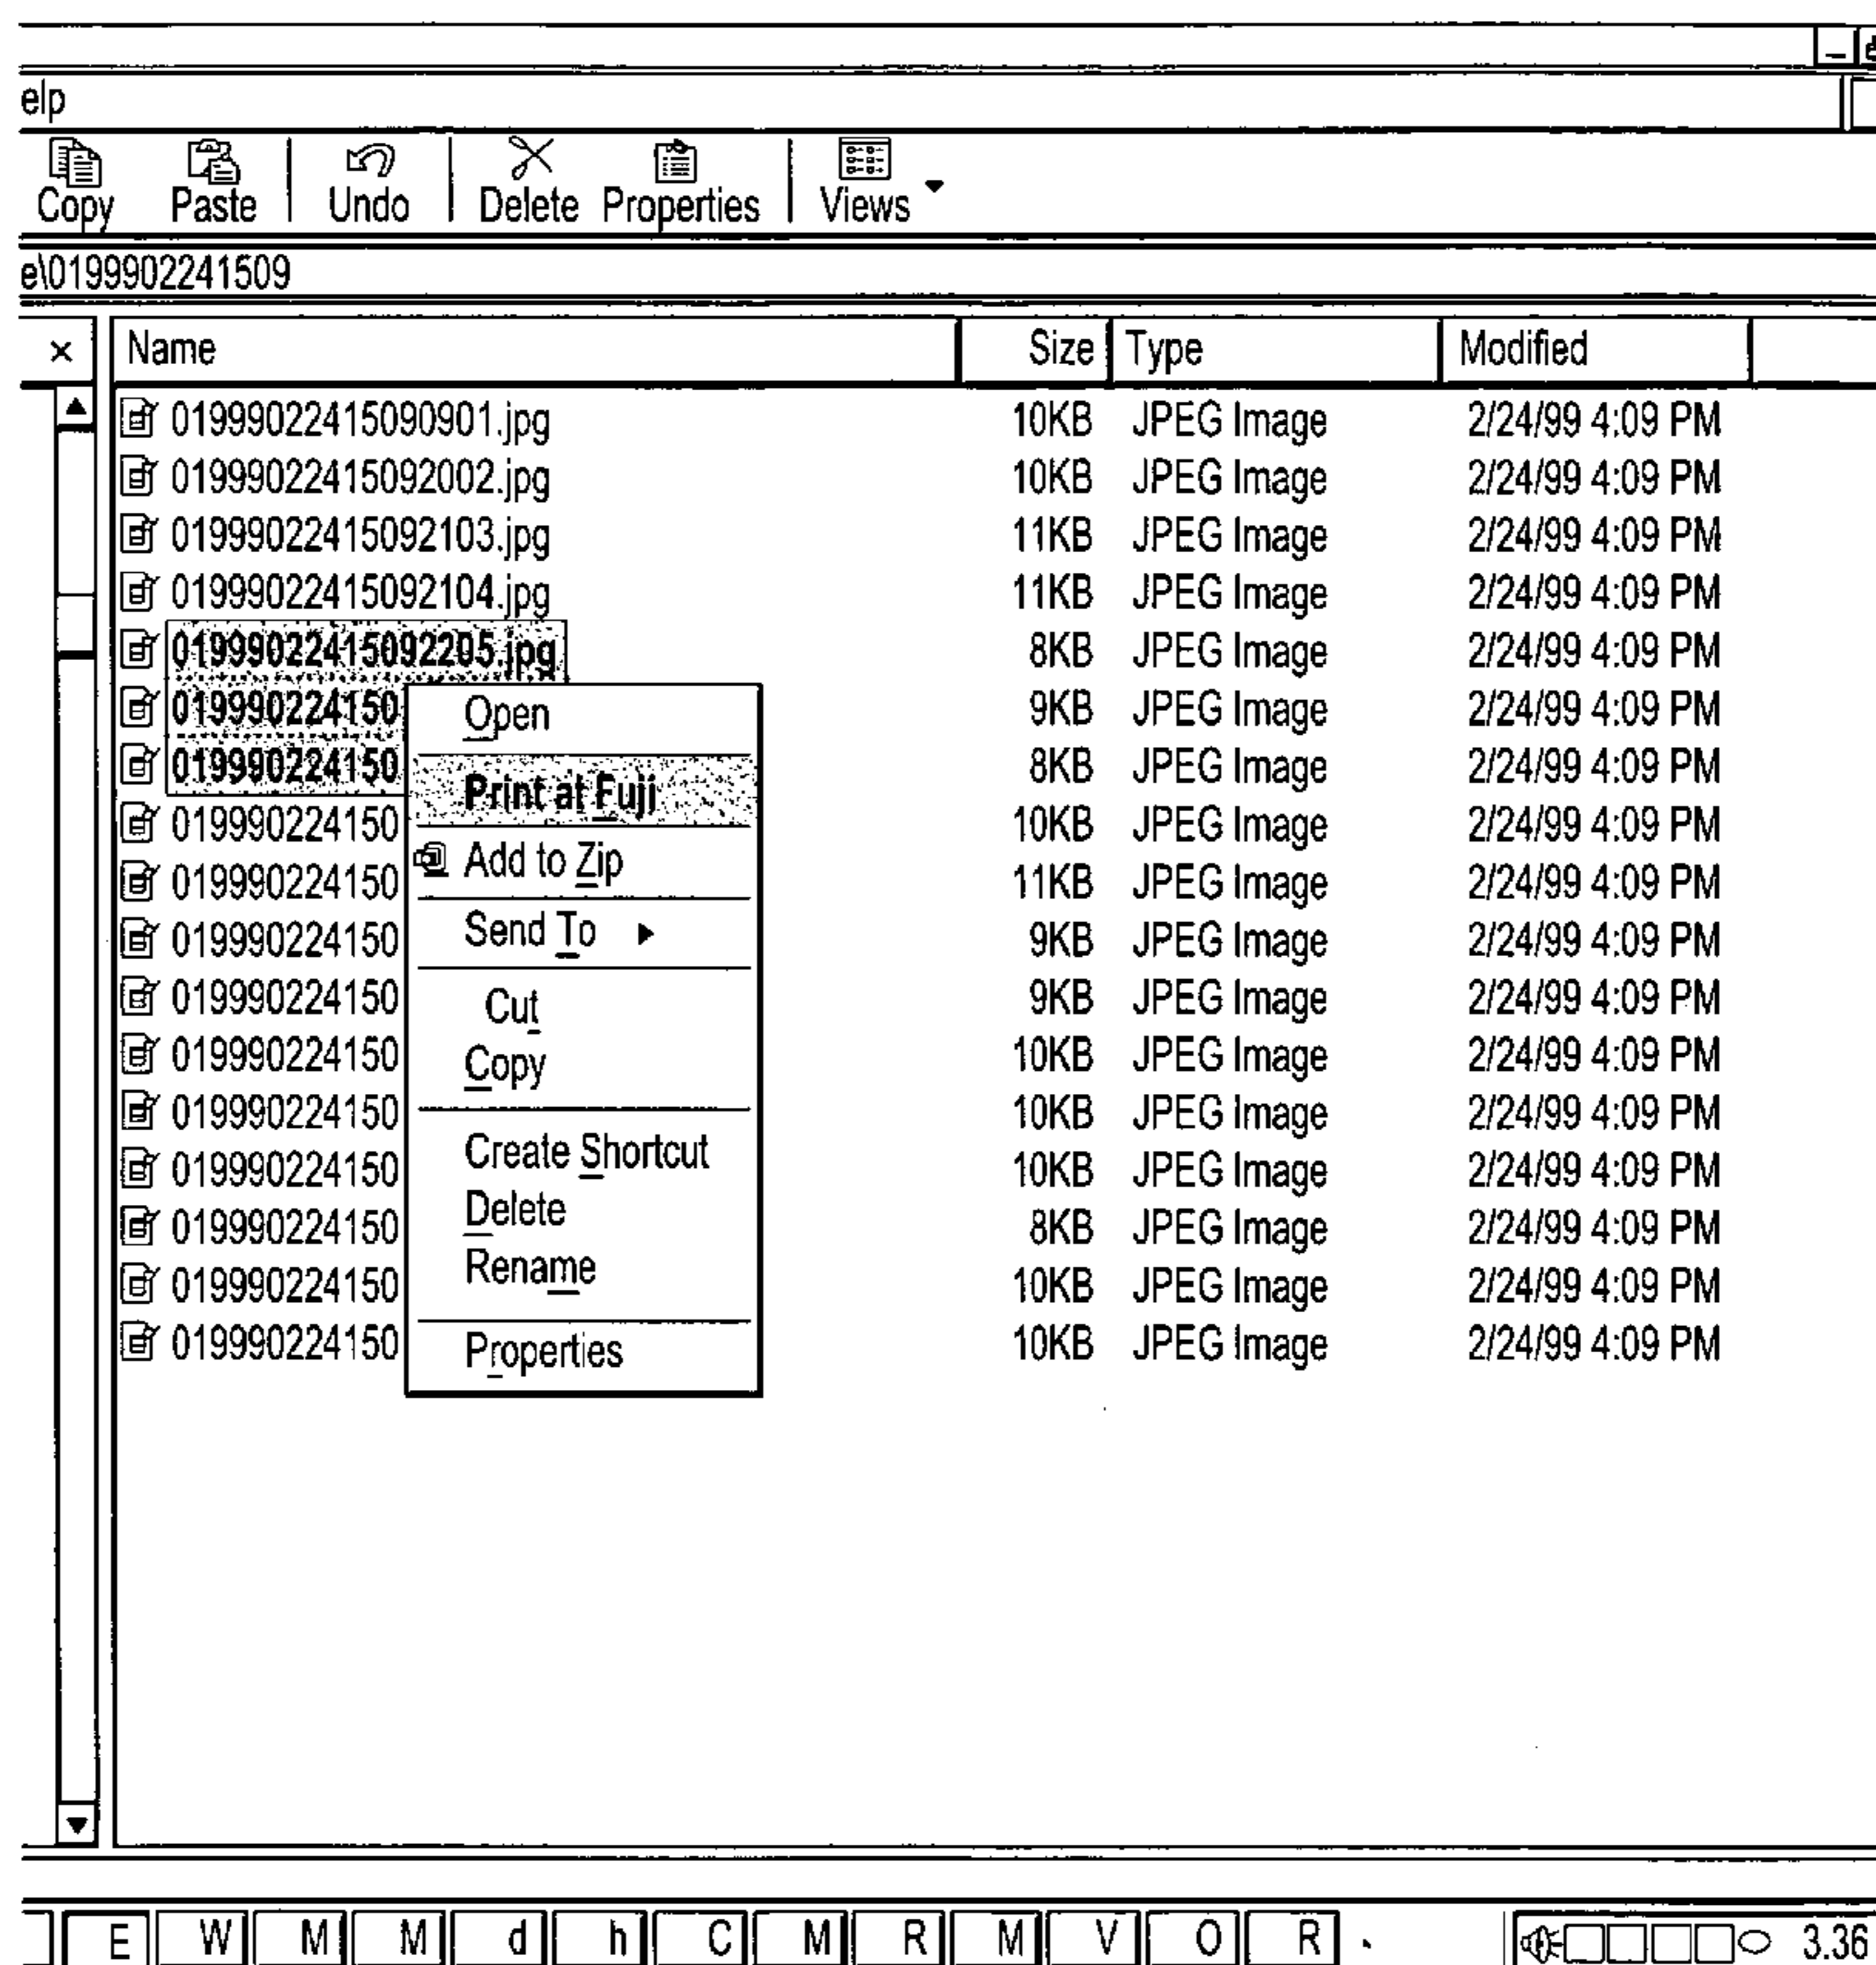 elp
Copy Paste Undo Delete Properties Views
e\0199902241509
× Name Size Type Modified
01999022415090901.jpg 10KB JPEG Image 2/24/99 4:09 PM
01999022415092002.jpg 10KB JPEG Image 2/24/99 4:09 PM
01999022415092103.jpg 11KB JPEG Image 2/24/99 4:09 PM
01999022415092104.jpg 11KB JPEG Image 2/24/99 4:09 PM
01999022415092205.jpg 8KB JPEG Image 2/24/99 4:09 PM
019990224150 9KB JPEG Image 2/24/99 4:09 PM
019990224150 8KB JPEG Image 2/24/99 4:09 PM
019990224150 10KB JPEG Image 2/24/99 4:09 PM
019990224150 11KB JPEG Image 2/24/99 4:09 PM
019990224150 9KB JPEG Image 2/24/99 4:09 PM
019990224150 9KB JPEG Image 2/24/99 4:09 PM
019990224150 10KB JPEG Image 2/24/99 4:09 PM
019990224150 10KB JPEG Image 2/24/99 4:09 PM
019990224150 10KB JPEG Image 2/24/99 4:09 PM
019990224150 8KB JPEG Image 2/24/99 4:09 PM
019990224150 10KB JPEG Image 2/24/99 4:09 PM
019990224150 10KB JPEG Image 2/24/99 4:09 PM
Open
Print at Fuji
Add to Zip
Send To
Cut
Copy
Create Shortcut
Delete
Rename
Properties
E W M M d h C M R M V O R 3.36